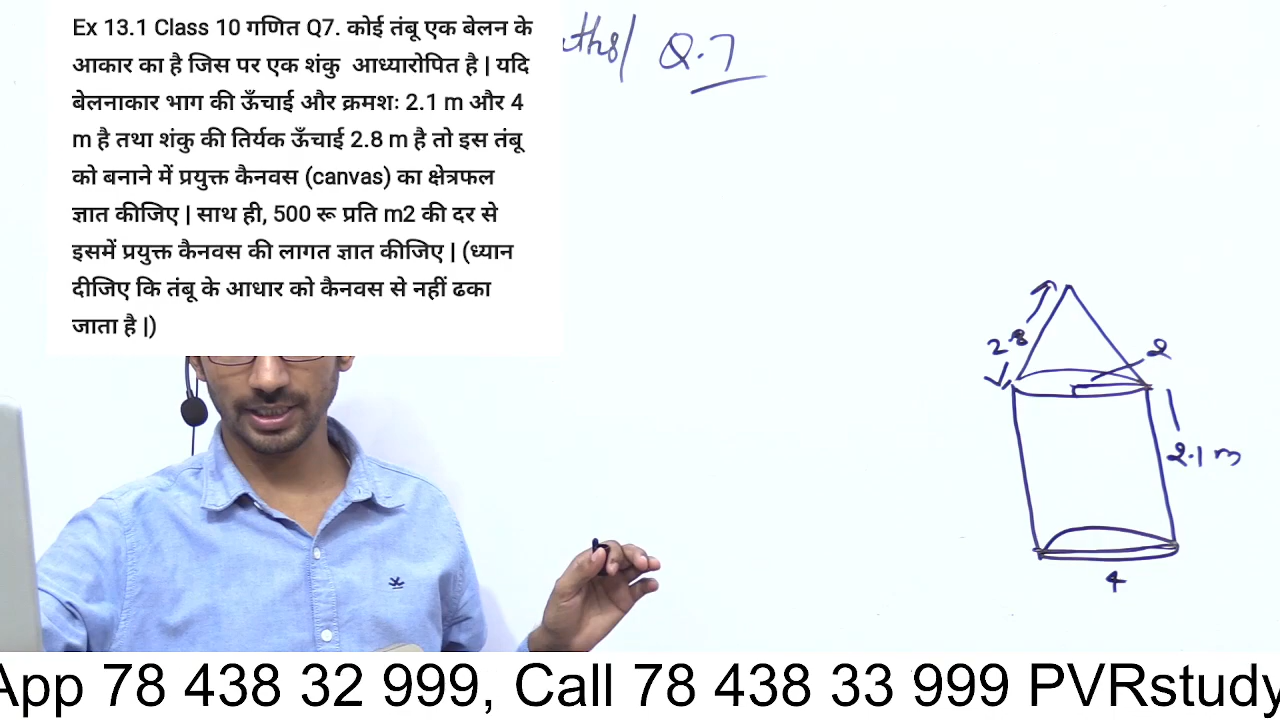 Ex 13.1 Class 10 गणित Q7. कोई तंबू एक बेलन के
आकार का है जिस पर एक शंकु आध्यारोपित है | यदि
बेलनाकार भाग की ऊँचाई और क्रमशः 2.1 m और 4
m है तथा शंकु की तिर्यक ऊँचाई 2.8 m है तो इस तंबू
को बनाने में प्रयुक्त कैनवस (canvas) का क्षेत्रफल
ज्ञात कीजिए | साथ ही, 500 रू प्रति m2 की दर से
इसमें प्रयुक्त कैनवस की लागत ज्ञात कीजिए | (ध्यान
दीजिए कि तंबू के आधार को कैनवस से नहीं ढका
जाता है |)
ths/ Q.7
2.8
2
2.1 m
4
App 78 438 32 999, Call 78 438 33 999 PVRstudy